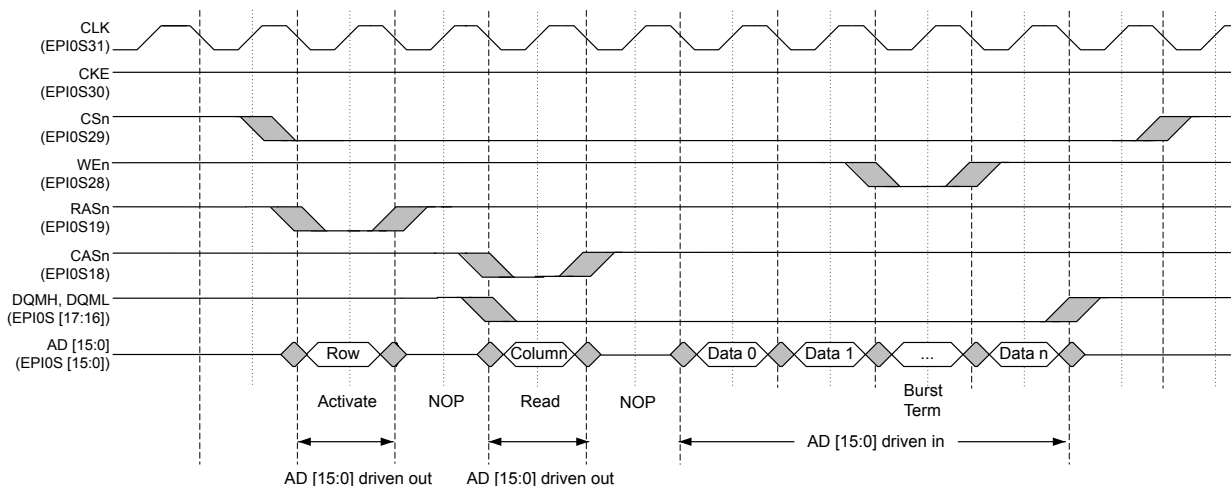 CLK
(EPI0S31)
CKE
(EPI0S30)
CSn
(EPI0S29)
WEn
(EPI0S28)
RASn
(EPI0S19)
CASn
(EPI0S18)
DQMH, DQML
(EPI0S [17:16])
AD [15:0]
(EPI0S [15:0])
Row
Column
Data 0
Data 1
...
Data n
Activate
NOP
Read
NOP
Burst
Term
AD [15:0] driven in
AD [15:0] driven out
AD [15:0] driven out